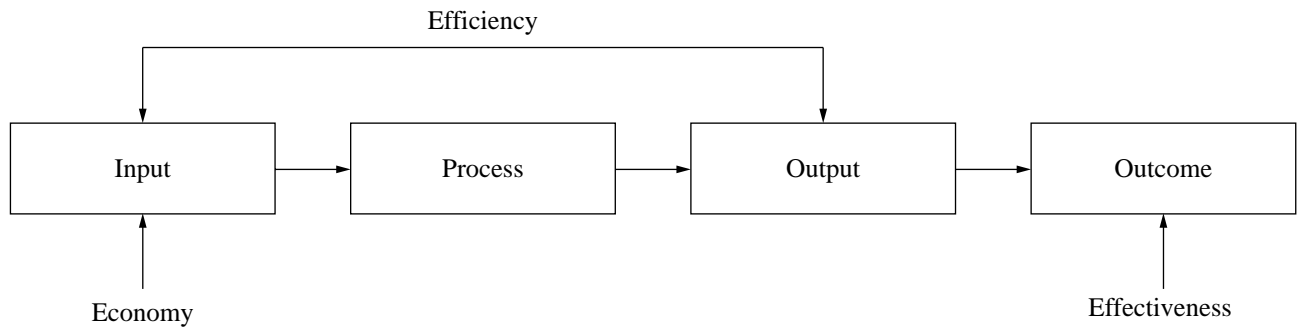 Efficiency
Input
Process
Output
Outcome
Economy
Effectiveness